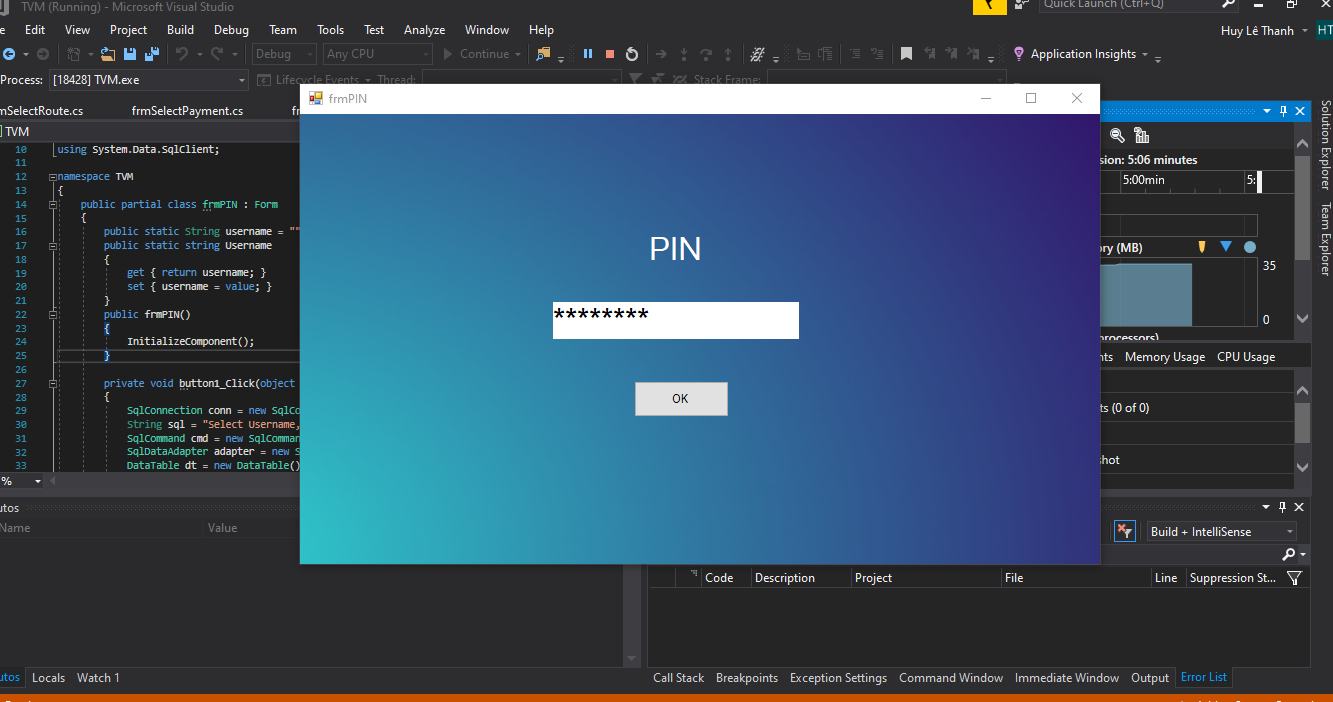 TVM (Running) - Microsoft Visual Studio
Quick Launch (Ctrl+Q)
e Edit View Project Build Debug Team Tools Test Analyze Window Help
Huy Lê Thanh HT
Debug Any CPU Continue Application Insights
Process: [18428] TVM.exe Lifecycle Events Thread: Stack Frame:
mSelectRoute.cs frmSelectPayment.cs fr
TVM
10 using System.Data.SqlClient;
11
12 namespace TVM
13 {
14 public partial class frmPIN : Form
15 {
16 public static String username = ""
17 public static string Username
18 {
19 get { return username; }
20 set { username = value; }
21 }
22 public frmPIN()
23 {
24 InitializeComponent();
25 }
26
27 private void button1_Click(object
28 {
29 SqlConnection conn = new SqlCo
30 String sql = "Select Username,
31 SqlCommand cmd = new SqlComman
32 SqlDataAdapter adapter = new S
33 DataTable dt = new DataTable()
%
frmPIN
PIN
********
OK
sion: 5:06 minutes
5:00min 5:
ory (MB)
35
0
rocessors)
nts Memory Usage CPU Usage
ts (0 of 0)
shot
utos
Name Value
Build + IntelliSense
Code Description Project File Line Suppression St...
utos Locals Watch 1
Call Stack Breakpoints Exception Settings Command Window Immediate Window Output Error List